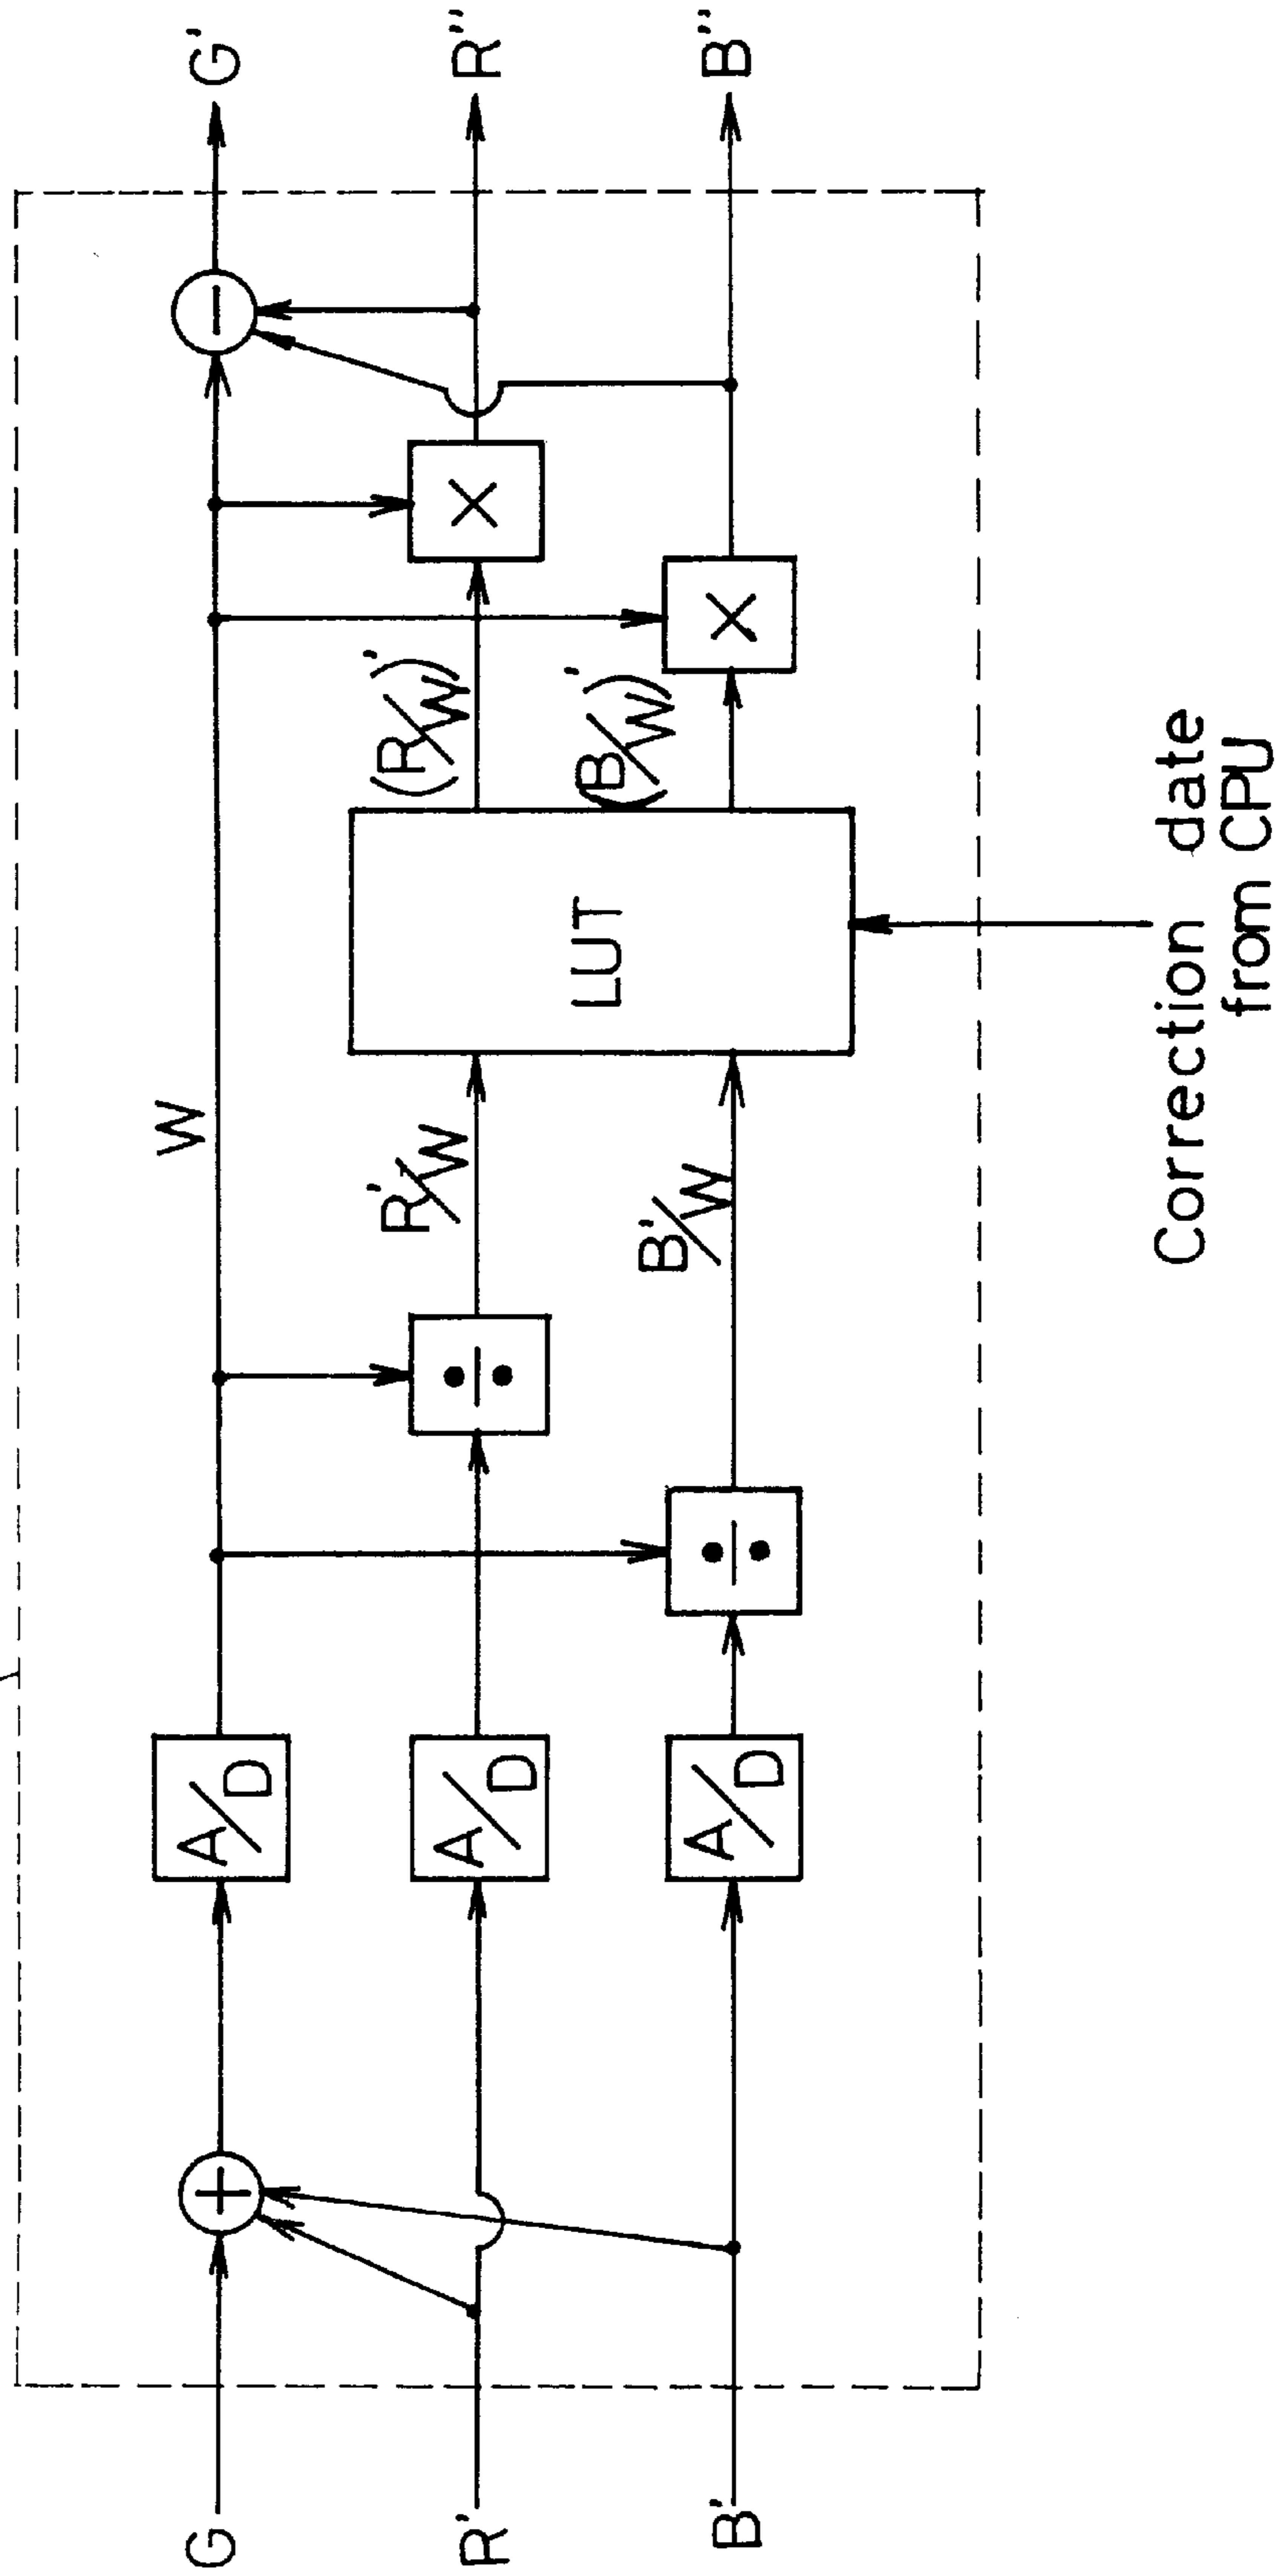 G
R'
B'
+
A/D
A/D
A/D
÷
÷
W
R'/W
B'/W
LUT
(R/W)'
(B/W)'
×
×
−
G'
R''
B''
Correction date
from CPU